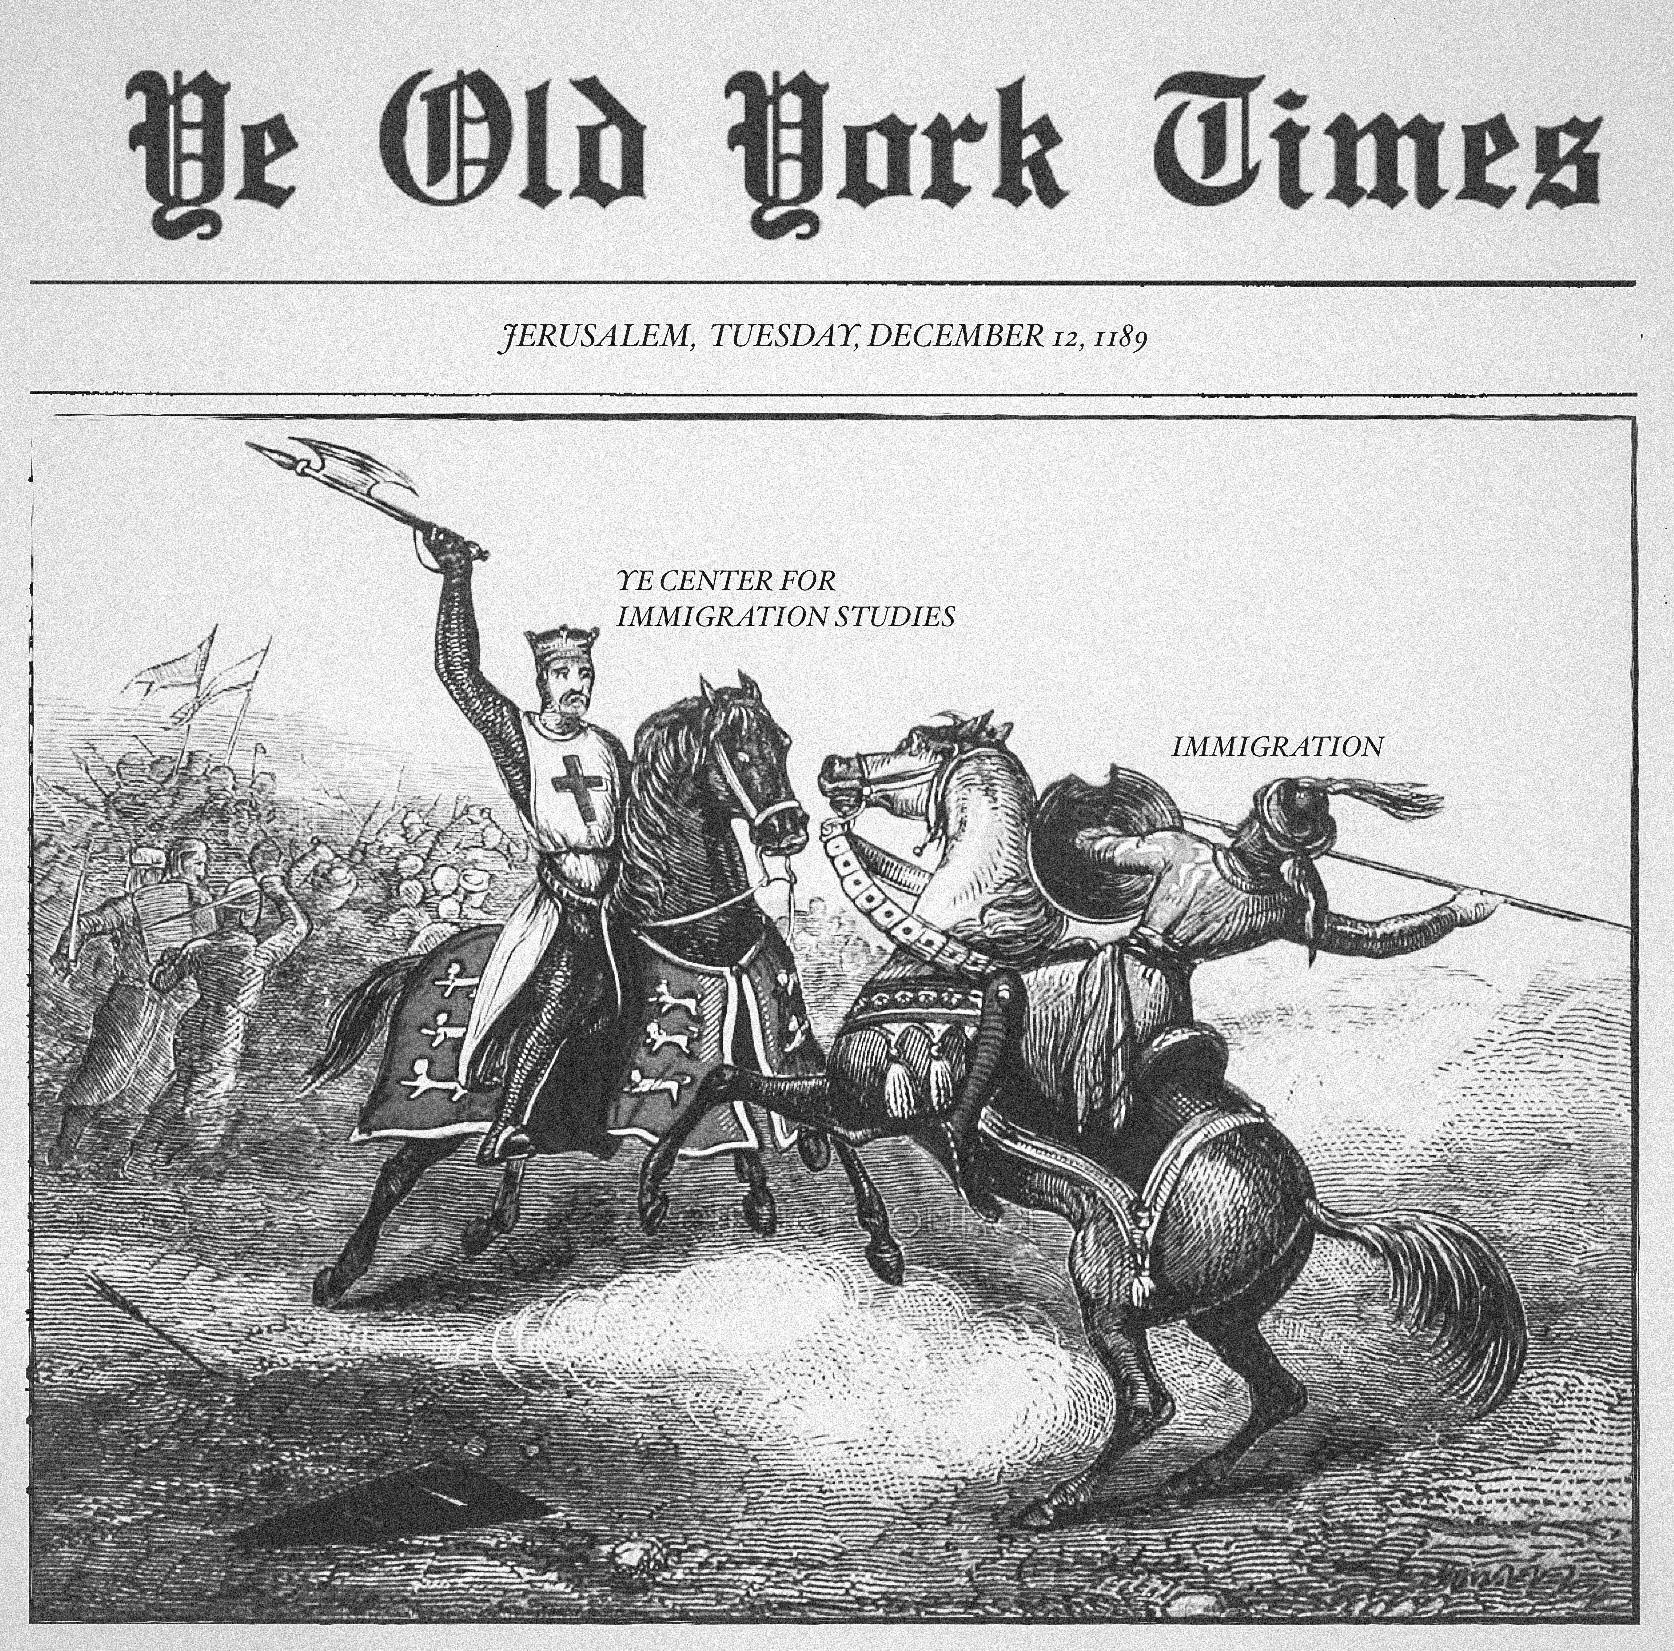 Ye Old York Times
JERUSALEM, TUESDAY, DECEMBER 12, 1189
YE CENTER FOR
IMMIGRATION STUDIES
IMMIGRATION